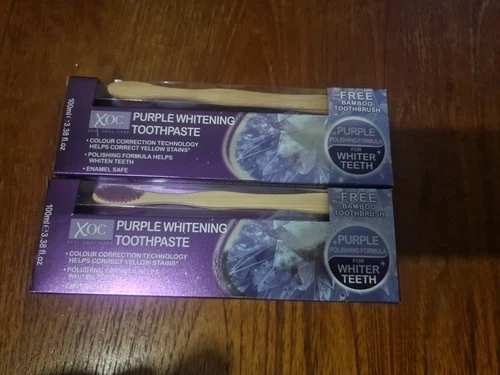 FREE
BAMBOO
TOOTHBRUSH
100ml e 3.38 fl.oz
XOC
PURPLE WHITENING
TOOTHPASTE
• COLOUR CORRECTION TECHNOLOGY
HELPS CORRECT YELLOW STAINS*
• POLISHING FORMULA HELPS
WHITEN TEETH
• ENAMEL SAFE
PURPLE
POLISHING FORMULA
FOR
WHITER
TEETH
FREE
BAMBOO
TOOTHBRUSH
100ml e 3.38 fl.oz
XOC
PURPLE WHITENING
TOOTHPASTE
• COLOUR CORRECTION TECHNOLOGY
HELPS CORRECT YELLOW STAINS*
POLISHING FORMULA HELPS
PURPLE
POLISHING FORMULA
FOR
WHITER
TEETH